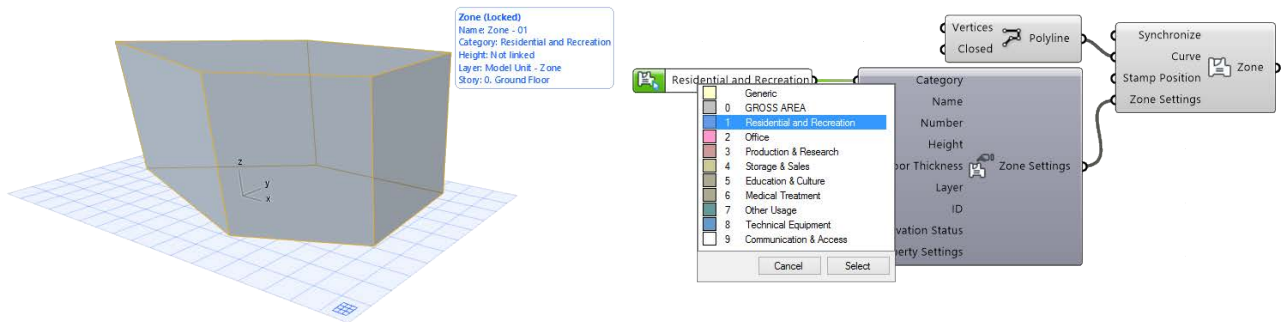 Zone (Locked)
Name: Zone - 01
Category: Residential and Recreation
Height: Not linked
Layer: Model Unit - Zone
Story: 0. Ground Floor
z
y
x
Vertices
Closed
Polyline
Synchronize
Curve
Stamp Position
Zone Settings
Zone
Residential and Recreation
Category
Name
Number
Height
oor Thickness
Layer
ID
vation Status
erty Settings
Zone Settings
Generic
0 GROSS AREA
1 Residential and Recreation
2 Office
3 Production & Research
4 Storage & Sales
5 Education & Culture
6 Medical Treatment
7 Other Usage
8 Technical Equipment
9 Communication & Access
Cancel Select